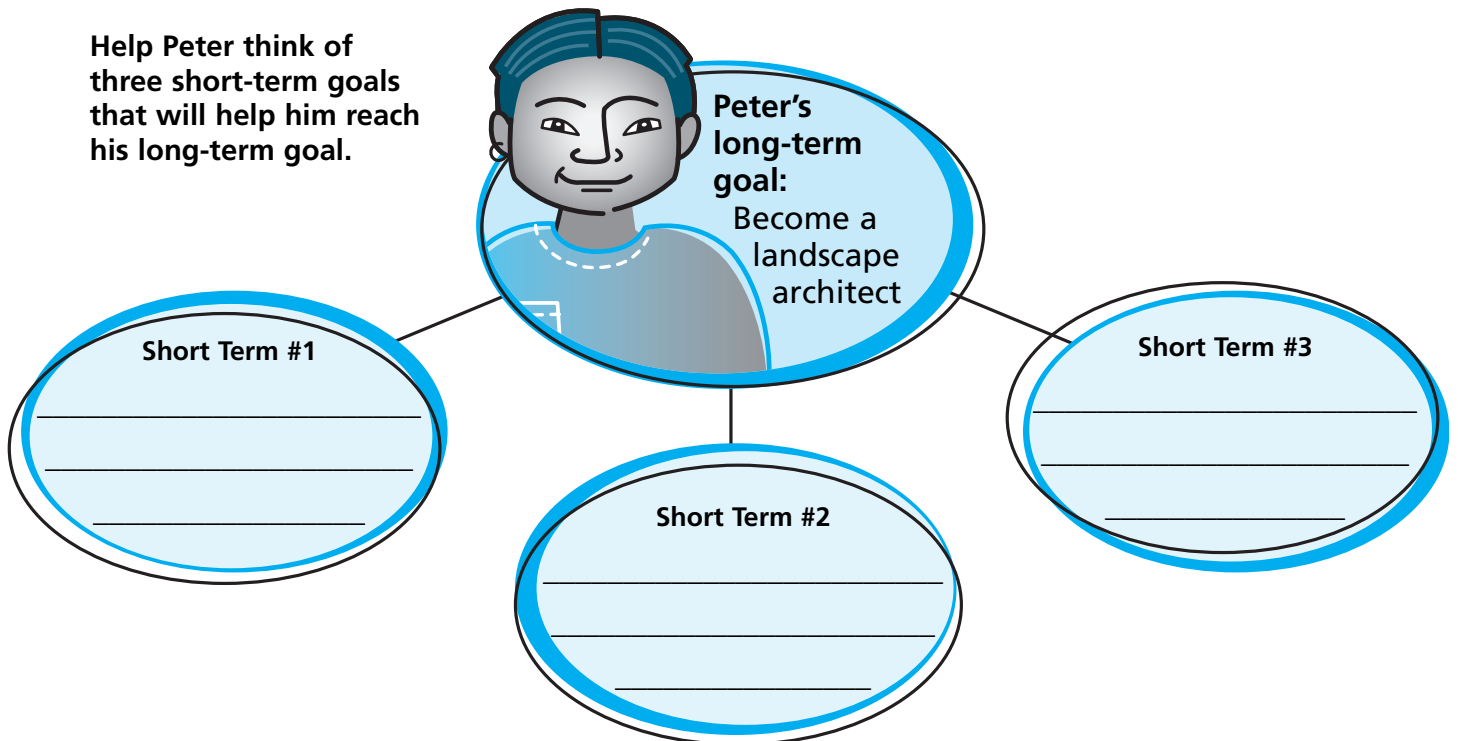 Help Peter think of
three short-term goals
that will help him reach
his long-term goal.
Peter’s
long-term
goal:
Become a
landscape
architect
Short Term #1
Short Term #2
Short Term #3